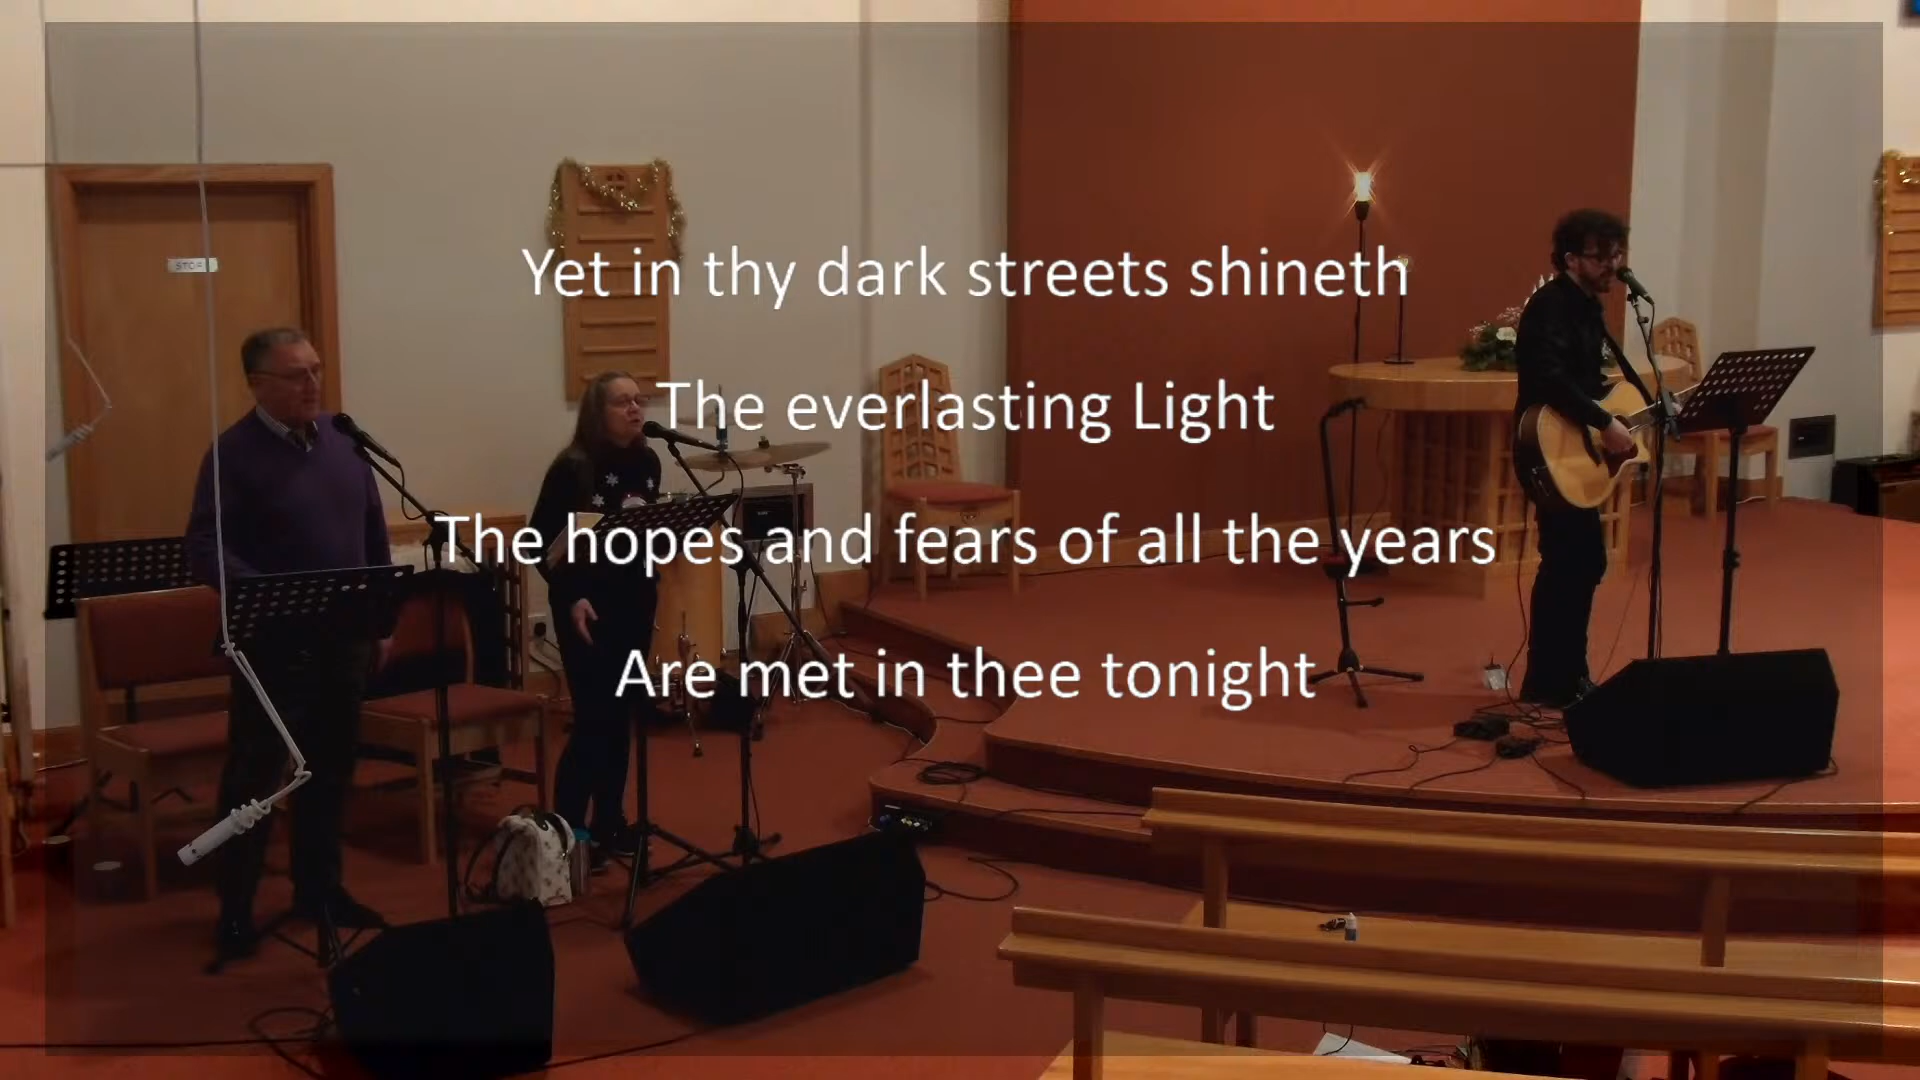 STOP
Yet in thy dark streets shineth
The everlasting Light
The hopes and fears of all the years
Are met in thee tonight